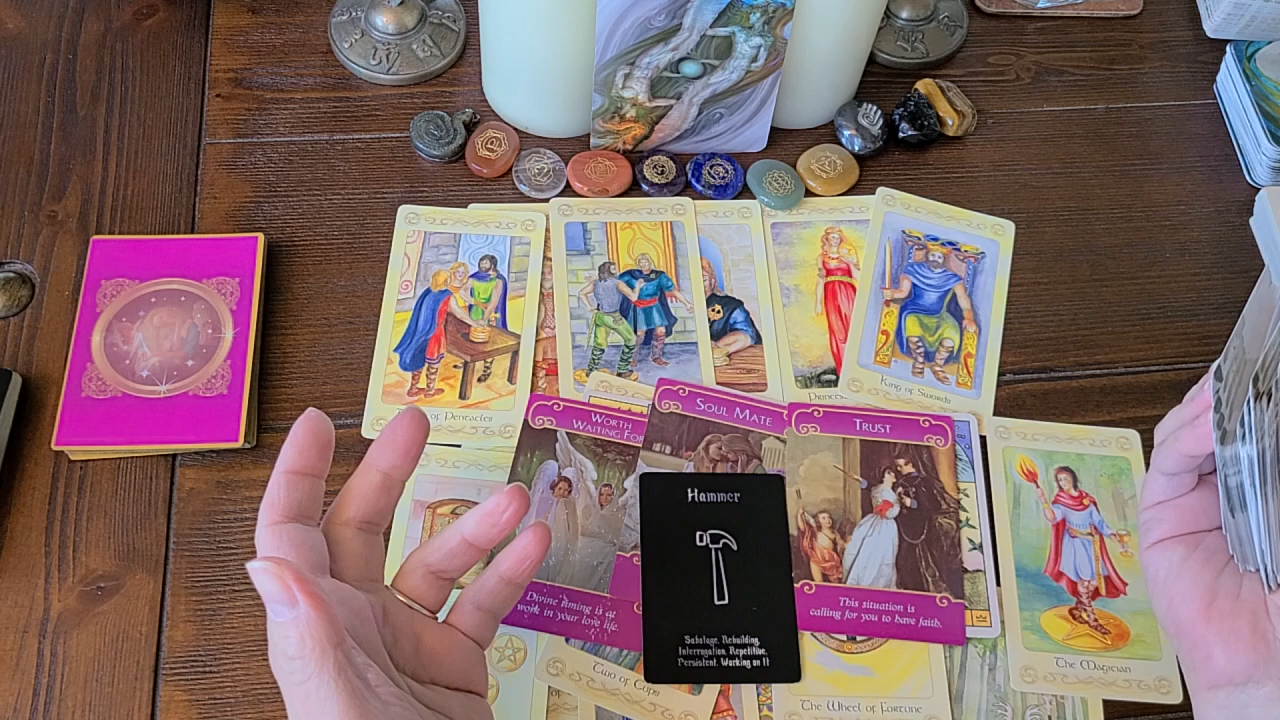 of Pentacles
Princess
King of Swords
Worth
Waiting For
Soul Mate
Trust
Hammer
Divine timing is at
work in your love life.
This situation is
calling for you to have faith.
Sabotage, Rebuilding,
Interrogation, Repetitive,
Persistent, Working on It
Two of Cups
The Wheel of Fortune
The Magician